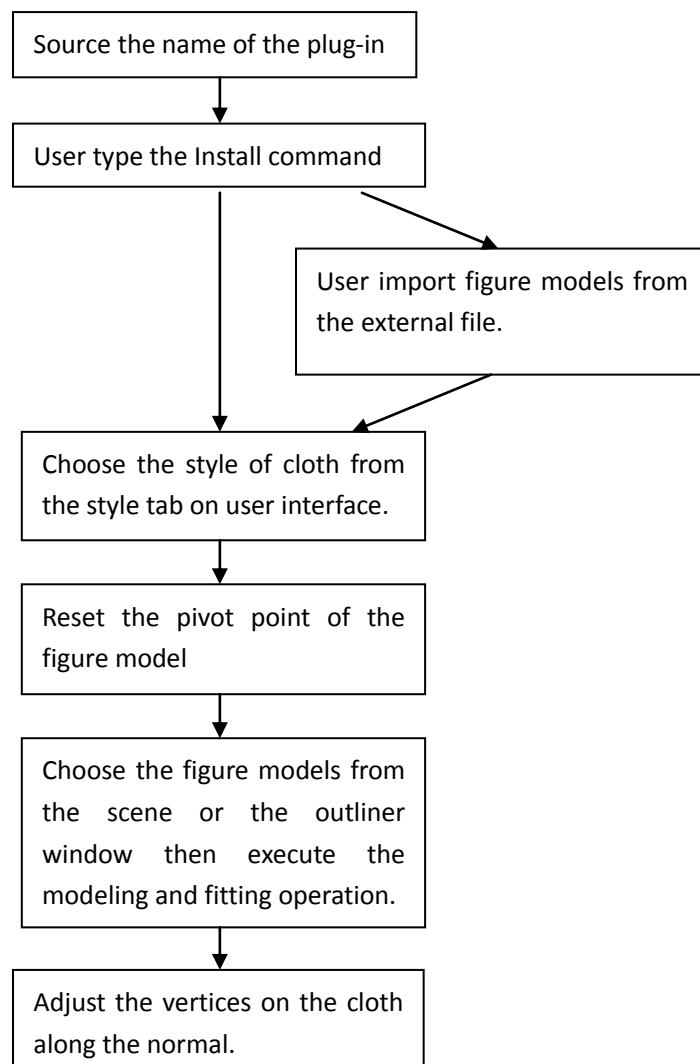 Source the name of the plug-in
User type the Install command
User import figure models from
the external file.
Choose the style of cloth from
the style tab on user interface.
Reset the pivot point of the
figure model
Choose the figure models from
the scene or the outliner
window then execute the
modeling and fitting operation.
Adjust the vertices on the cloth
along the normal.